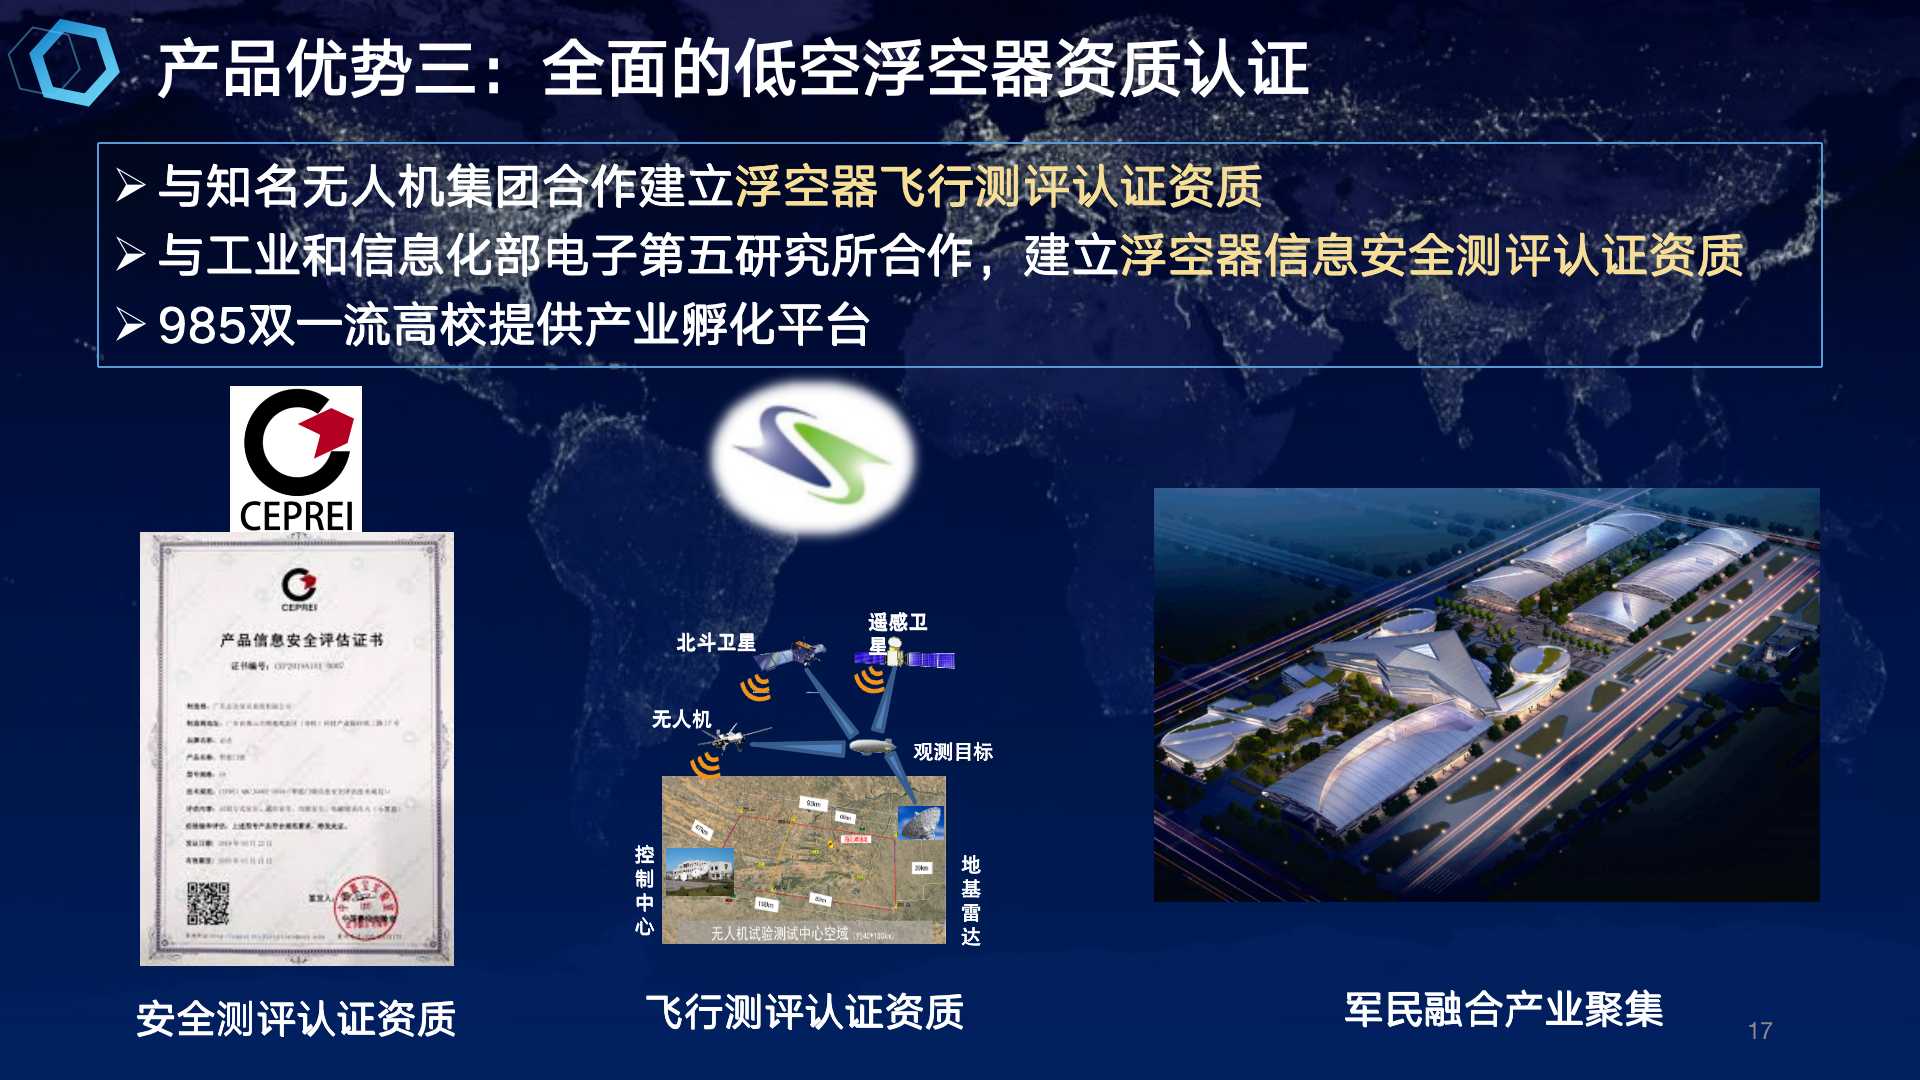 产品优势三：全面的低空浮空器资质认证
与知名无人机集团合作建立浮空器飞行测评认证资质
与工业和信息化部电子第五研究所合作，建立浮空器信息安全测评认证资质
985双一流高校提供产业孵化平台
CEPREI
CEPREI
产品信息安全评估证书
证书编号：
北斗卫星
遥感卫星
无人机
观测目标
控制中心
地基雷达
93km
无人机试验测试中心空域
安全测评认证资质
飞行测评认证资质
军民融合产业聚集
17